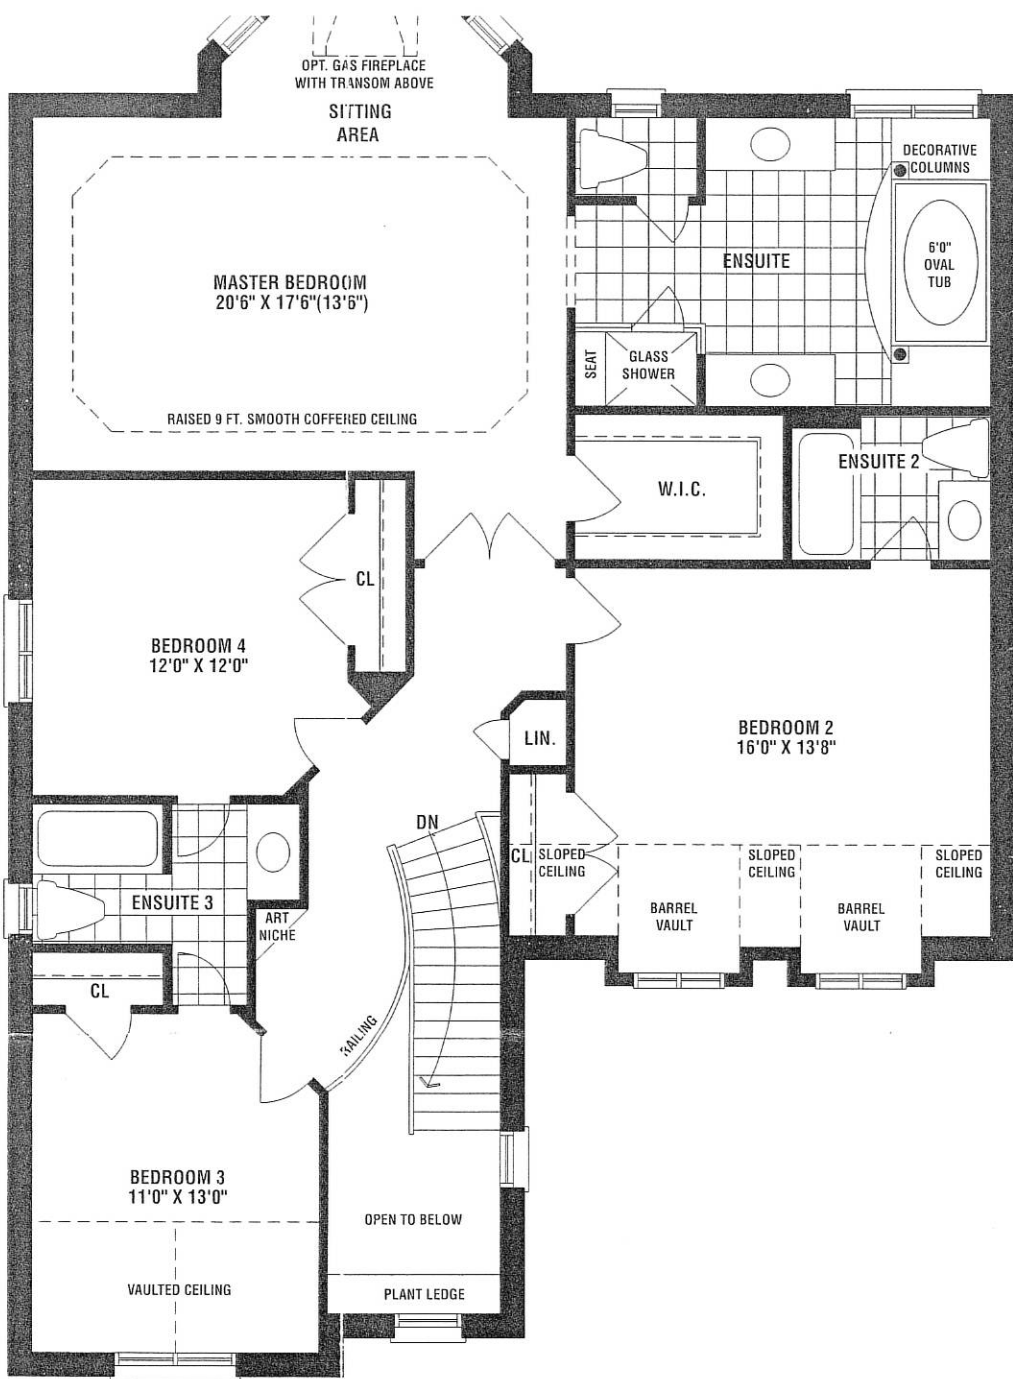 OPT. GAS FIREPLACE
WITH TRANSOM ABOVE
SITTING
AREA
DECORATIVE
COLUMNS
MASTER BEDROOM
20'6" X 17'6"(13'6")
ENSUITE
6'0"
OVAL
TUB
SEAT
GLASS
SHOWER
RAISED 9 FT. SMOOTH COFFERED CEILING
W.I.C.
ENSUITE 2
CL
BEDROOM 4
12'0" X 12'0"
LIN.
BEDROOM 2
16'0" X 13'8"
DN
CL
SLOPED
CEILING
SLOPED
CEILING
SLOPED
CEILING
BARREL
VAULT
BARREL
VAULT
ENSUITE 3
ART
NICHE
CL
RAILING
BEDROOM 3
11'0" X 13'0"
OPEN TO BELOW
VAULTED CEILING
PLANT LEDGE